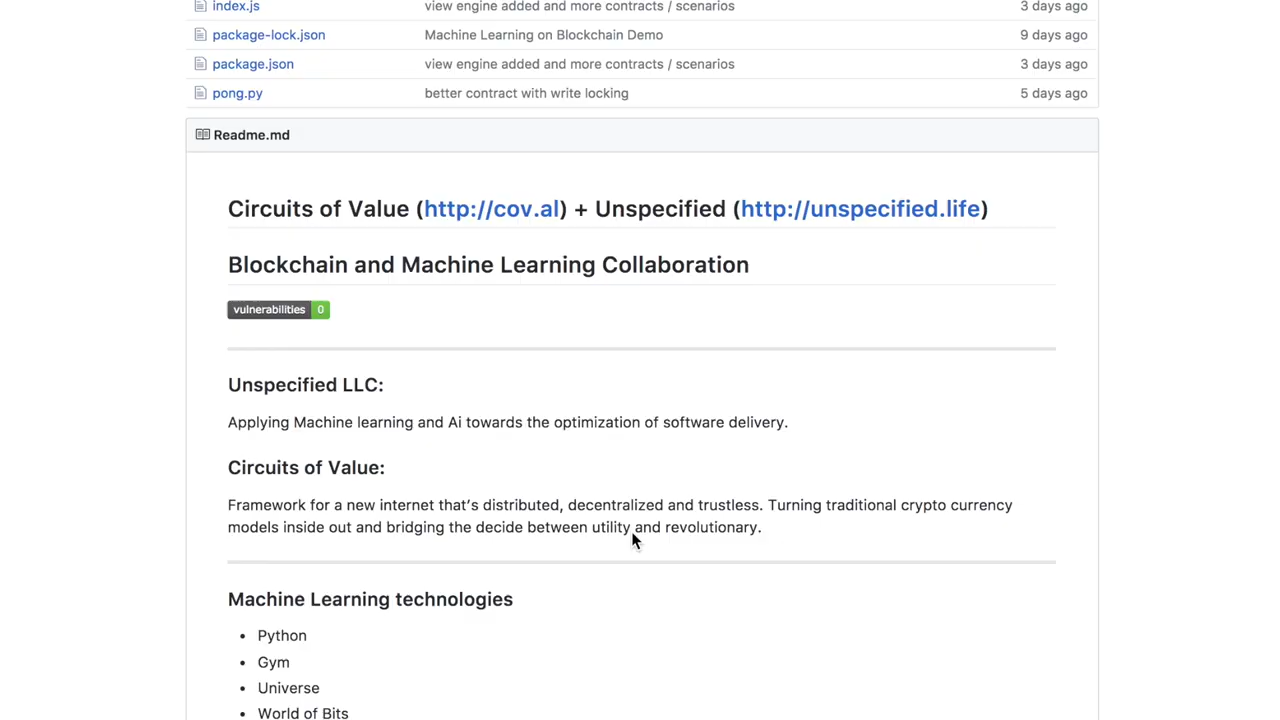 index.js view engine added and more contracts / scenarios 3 days ago
package-lock.json Machine Learning on Blockchain Demo 9 days ago
package.json view engine added and more contracts / scenarios 3 days ago
pong.py better contract with write locking 5 days ago
Readme.md
Circuits of Value (http://cov.al) + Unspecified (http://unspecified.life)
Blockchain and Machine Learning Collaboration
vulnerabilities 0
Unspecified LLC:
Applying Machine learning and Ai towards the optimization of software delivery.
Circuits of Value:
Framework for a new internet that’s distributed, decentralized and trustless. Turning traditional crypto currency
models inside out and bridging the decide between utility and revolutionary.
Machine Learning technologies
• Python
• Gym
• Universe
• World of Bits